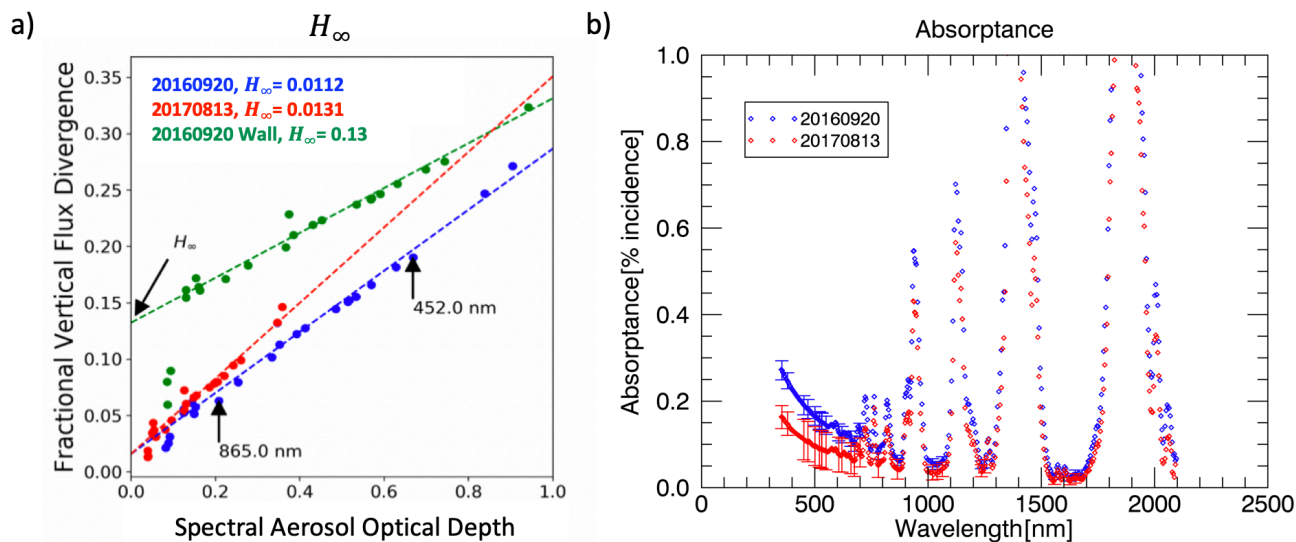 a)
H∞
Fractional Vertical Flux Divergence
0.35
0.30
0.25
0.20
0.15
0.10
0.05
0.00
20160920, H∞= 0.0112
20170813, H∞= 0.0131
20160920 Wall, H∞= 0.13
H∞
452.0 nm
865.0 nm
0.0 0.2 0.4 0.6 0.8 1.0
Spectral Aerosol Optical Depth
b)
Absorptance
Absorptance[% incidence]
1.0
0.8
0.6
0.4
0.2
0.0
20160920
20170813
0 500 1000 1500 2000 2500
Wavelength[nm]